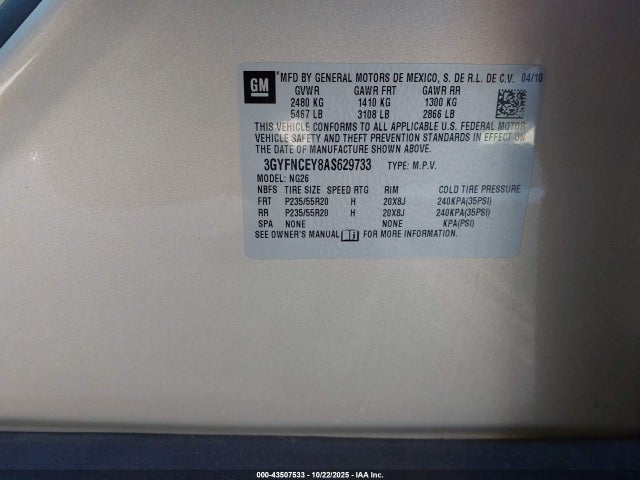 GM
MFD BY GENERAL MOTORS DE MEXICO, S. DE R.L. DE C.V. 04/10
GVWR GAWR FRT GAWR RR
2480 KG 1410 KG 1300 KG
5467 LB 3108 LB 2866 LB
THIS VEHICLE CONFORMS TO ALL APPLICABLE U.S. FEDERAL MOTOR
VEHICLE SAFETY AND THEFT PREVENTION STANDARDS IN EFFECT ON
THE DATE OF MANUFACTURE SHOWN ABOVE.
3GYFNCEY8AS629733 TYPE: M.P.V.
MODEL: NG26
NBFS TIRE SIZE SPEED RTG RIM COLD TIRE PRESSURE
FRT P235/55R20 H 20X8J 240KPA(35PSI)
RR P235/55R20 H 20X8J 240KPA(35PSI)
SPA NONE NONE KPA(PSI)
SEE OWNER'S MANUAL FOR MORE INFORMATION.
000-43507533 - 10/22/2025 - IAA Inc.